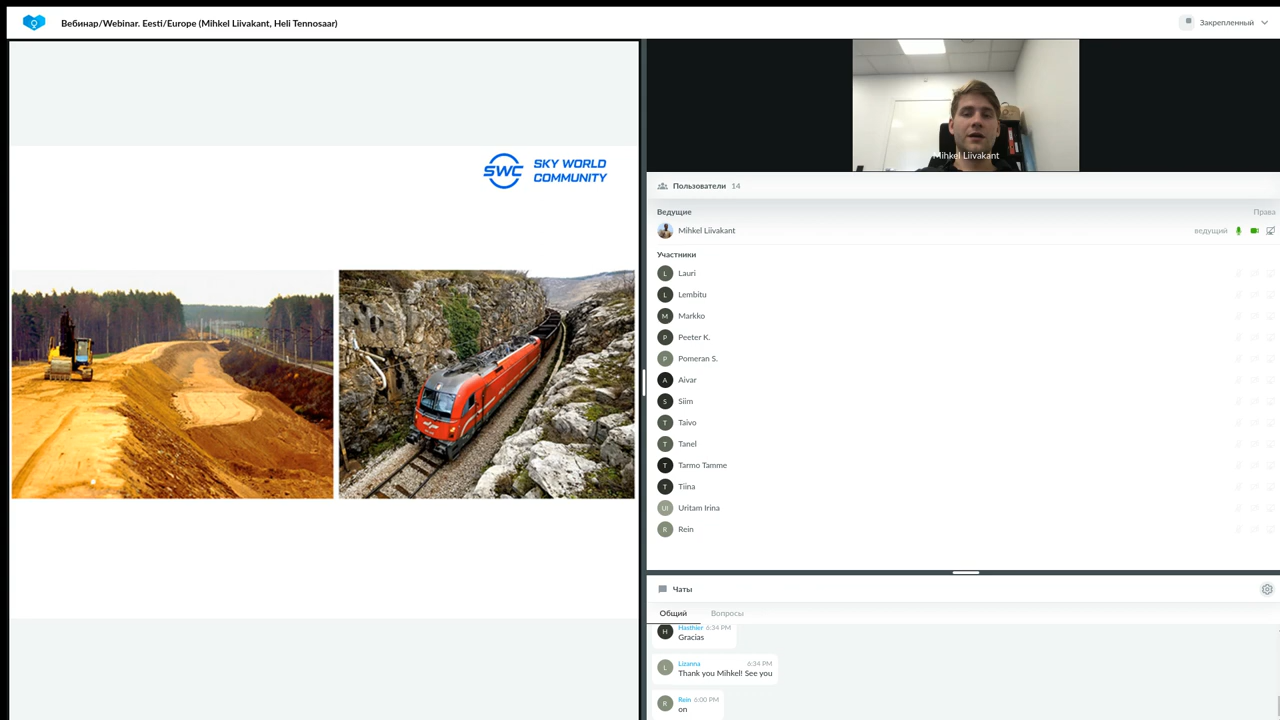 Вебинар/Webinar. Eesti/Europe (Mihkel Liivakant, Heli Tennosaar)
Закрепленный
SWC SKY WORLD
COMMUNITY
Mihkel Liivakant
Пользователи 14
Ведущие Права
Mihkel Liivakant ведущий
Участники
L Lauri
L Lembitu
M Markko
P Peeter K.
P Pomeran S.
A Aivar
S Siim
T Taivo
T Tanel
T Tarmo Tamme
T Tiina
UI Uritam Irina
R Rein
Чаты
Общий Вопросы
H Hasthier 6:34 PM
Gracias
L Lizanna 6:34 PM
Thank you Mihkel! See you
R Rein 6:00 PM
on